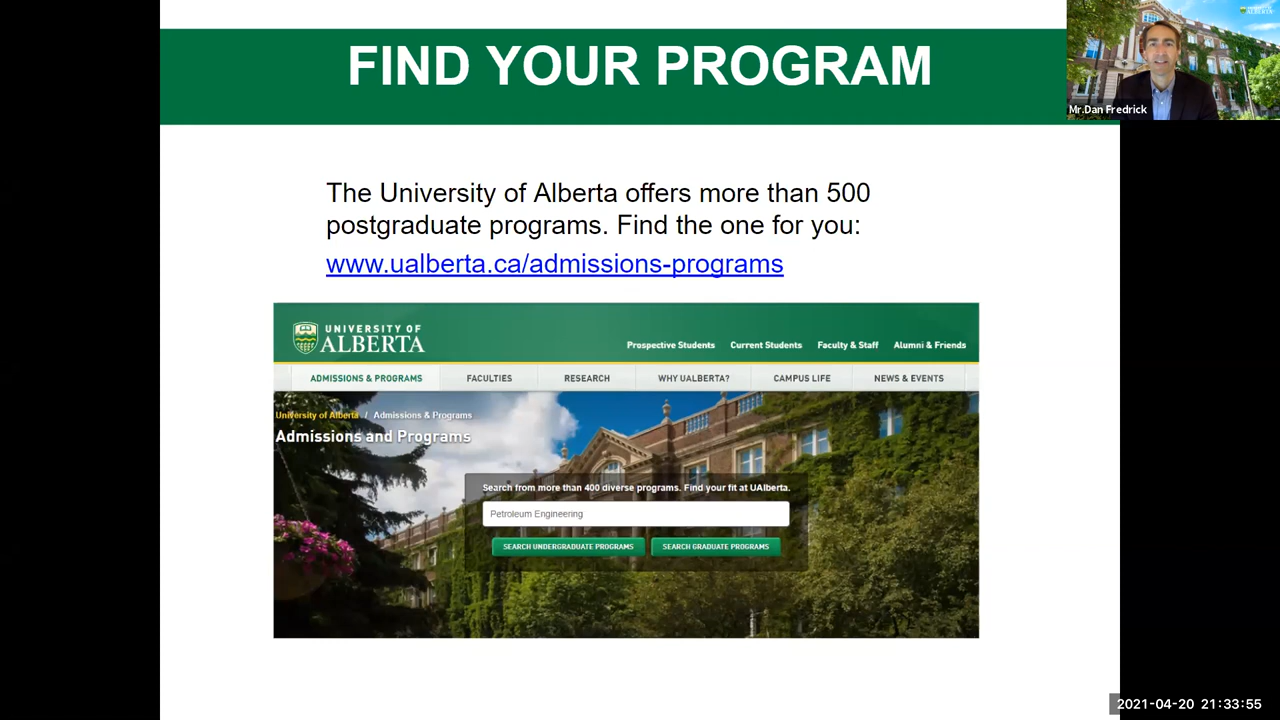 FIND YOUR PROGRAM
ALBERTA
Mr.Dan Fredrick
The University of Alberta offers more than 500
postgraduate programs. Find the one for you:
www.ualberta.ca/admissions-programs
UNIVERSITY OF
ALBERTA
Prospective Students Current Students Faculty & Staff Alumni & Friends
ADMISSIONS & PROGRAMS FACULTIES RESEARCH WHY UALBERTA? CAMPUS LIFE NEWS & EVENTS
University of Alberta / Admissions & Programs
Admissions and Programs
Search from more than 400 diverse programs. Find your fit at UAlberta.
Petroleum Engineering
SEARCH UNDERGRADUATE PROGRAMS SEARCH GRADUATE PROGRAMS
2021-04-20 21:33:55